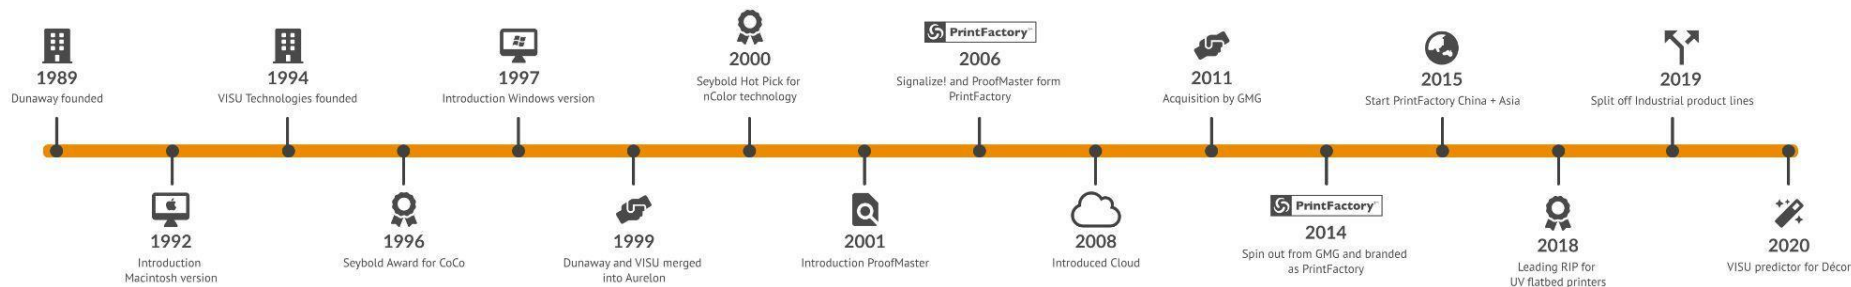 1989
Dunaway founded
1992
Introduction
Macintosh version
1994
VISU Technologies founded
1996
Seybold Award for CoCo
1997
Introduction Windows version
1999
Dunaway and VISU merged
into Aurelon
2000
Seybold Hot Pick for
nColor technology
2001
Introduction ProofMaster
PrintFactory™
2006
Signalize! and ProofMaster form
PrintFactory
2008
Introduced Cloud
2011
Acquisition by GMG
PrintFactory™
2014
Spin out from GMG and branded
as PrintFactory
2015
Start PrintFactory China + Asia
2018
Leading RIP for
UV flatbed printers
2019
Split off Industrial product lines
2020
VISU predictor for Décor